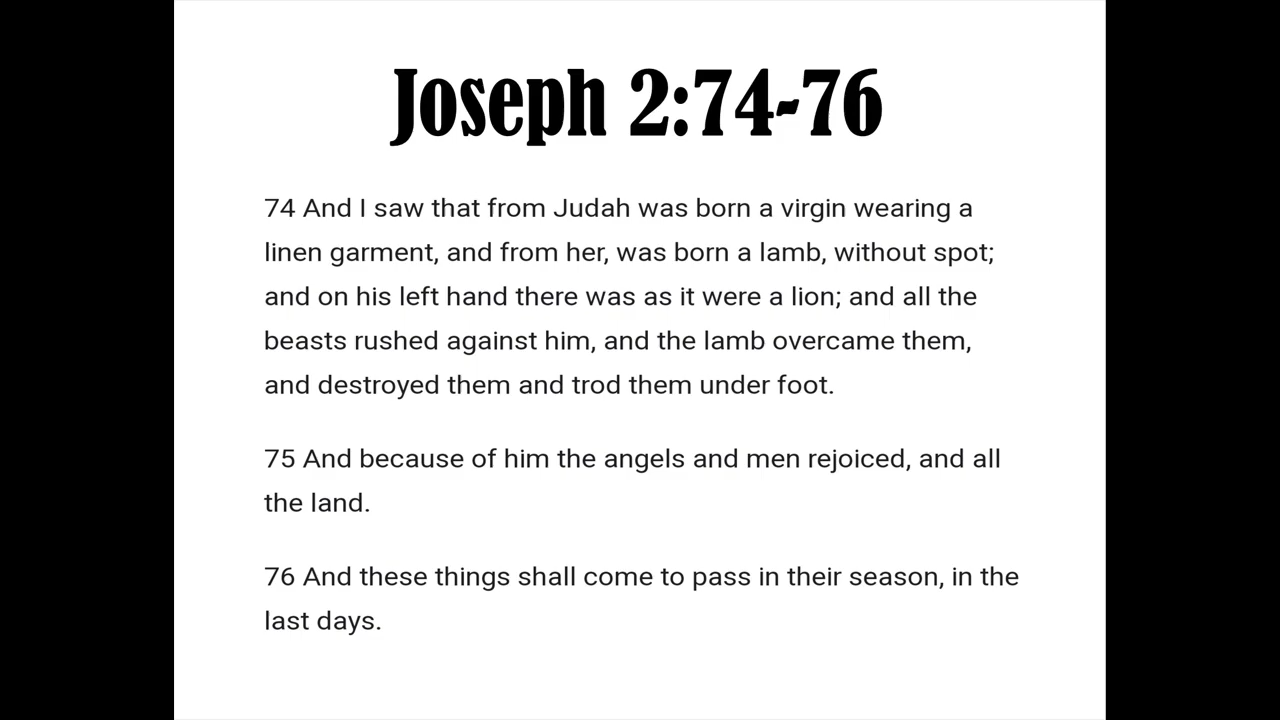 Joseph 2:74-76
74 And I saw that from Judah was born a virgin wearing a
linen garment, and from her, was born a lamb, without spot;
and on his left hand there was as it were a lion; and all the
beasts rushed against him, and the lamb overcame them,
and destroyed them and trod them under foot.
75 And because of him the angels and men rejoiced, and all
the land.
76 And these things shall come to pass in their season, in the
last days.